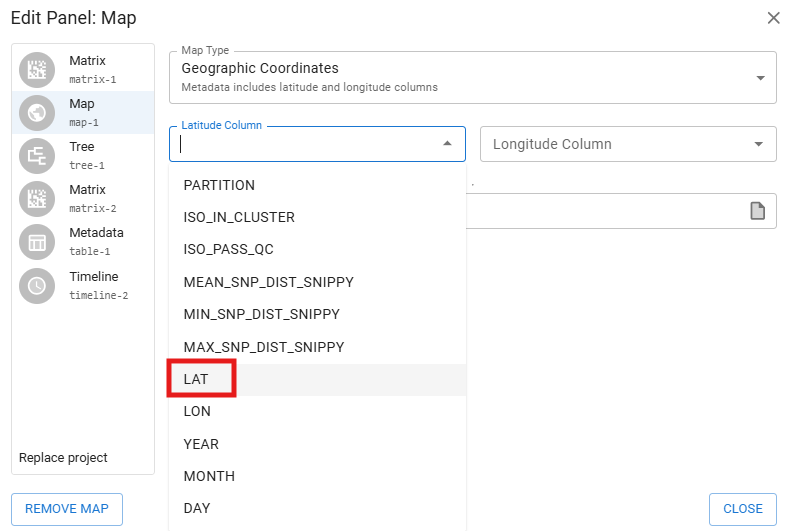 Edit Panel: Map
Matrix
matrix-1
Map
map-1
Tree
tree-1
Matrix
matrix-2
Metadata
table-1
Timeline
timeline-2
Replace project
REMOVE MAP
Map Type
Geographic Coordinates
Metadata includes latitude and longitude columns
Latitude Column
Longitude Column
PARTITION
ISO_IN_CLUSTER
ISO_PASS_QC
MEAN_SNP_DIST_SNIPPY
MIN_SNP_DIST_SNIPPY
MAX_SNP_DIST_SNIPPY
LAT
LON
YEAR
MONTH
DAY
CLOSE